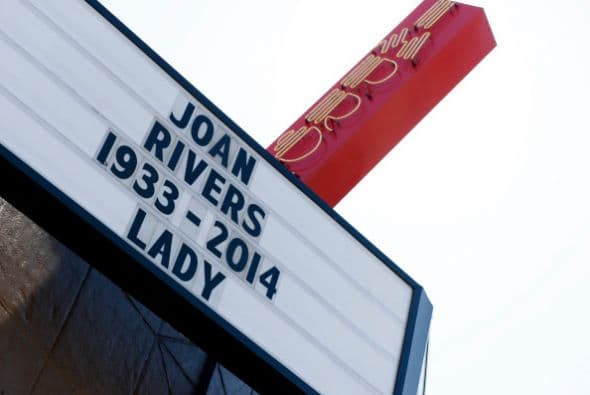 JOAN
RIVERS
1933 - 2014
LADY